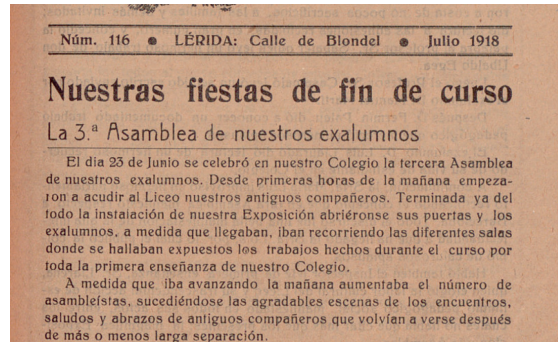 Núm. 116 ● LÉRIDA: Calle de Blondel ● Julio 1918
Nuestras fiestas de fin de curso
La 3.ª Asamblea de nuestros exalumnos
El dia 23 de Junio se celebró en nuestro Colegio la tercera Asamblea
de nuestros exalumnos. Desde primeras horas de la mañana empeza-
ron a acudir al Liceo nuestros antiguos compañeros. Terminada ya del
todo la instalación de nuestra Exposición abriéronse sus puertas y los
exalumnos, a medida que llegaban, iban recorriendo las diferentes salas
donde se hallaban expuestos los trabajos hechos durante el curso por
toda la primera enseñanza de nuestro Colegio.
A medida que iba avanzando la mañana aumentaba el número de
asambleístas, sucediéndose las agradables escenas de los encuentros,
saludos y abrazos de antiguos compañeros que volvían a verse después
de más o menos larga separación.